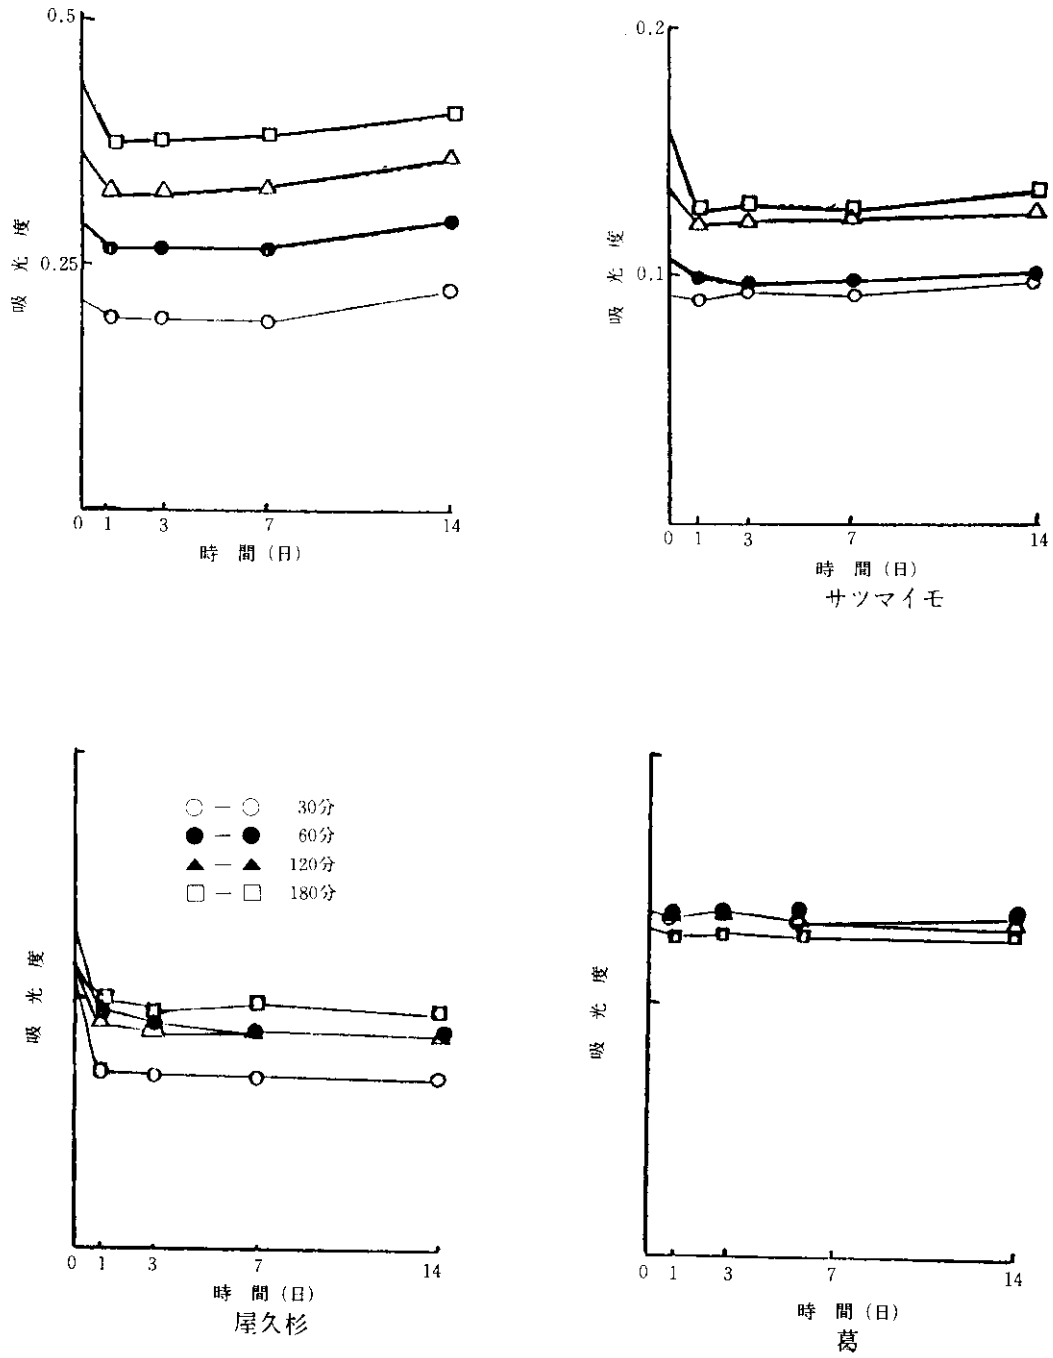 0.5
0.25
吸光度
0 1 3 7 14
時間(日)
0.2
0.1
吸光度
0 1 3 7 14
時間(日)
サツマイモ
○—○ 30分
●—● 60分
▲—▲ 120分
□—□ 180分
吸光度
0 1 3 7 14
時間(日)
屋久杉
吸光度
0 1 3 7 14
時間(日)
葛